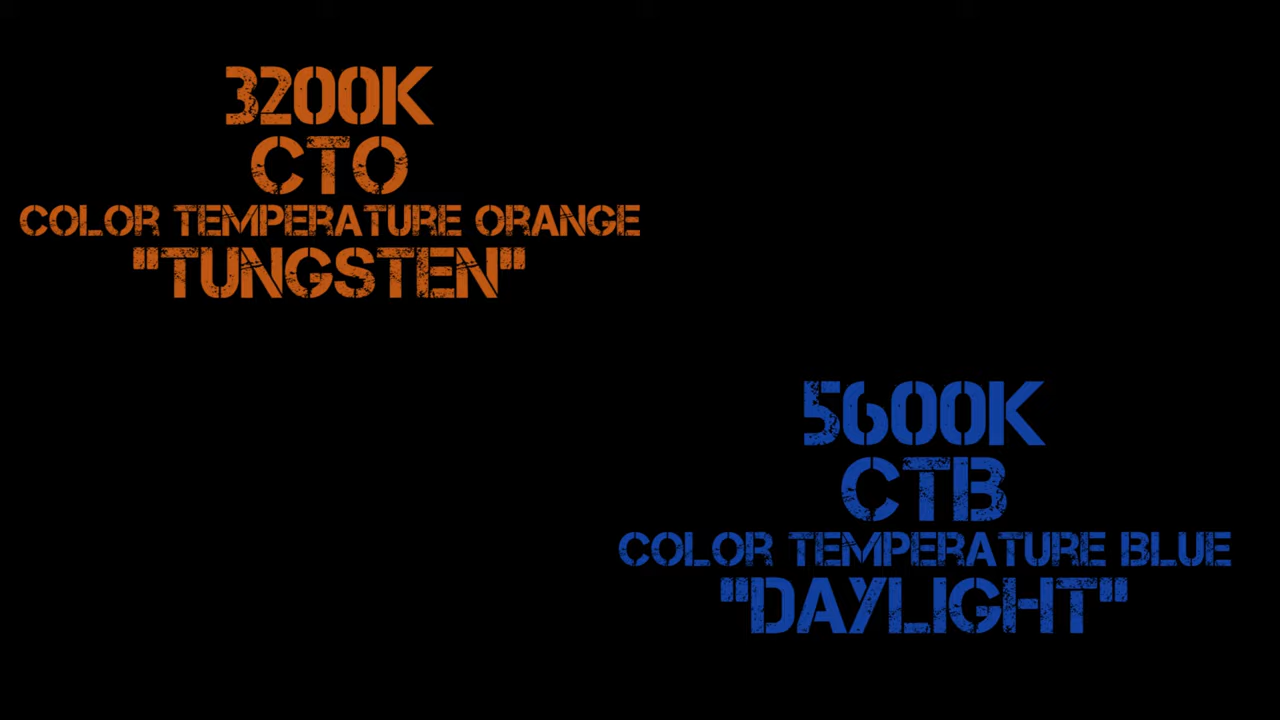 3200K
CTO
COLOR TEMPERATURE ORANGE
"TUNGSTEN"
5600K
CTB
COLOR TEMPERATURE BLUE
"DAYLIGHT"